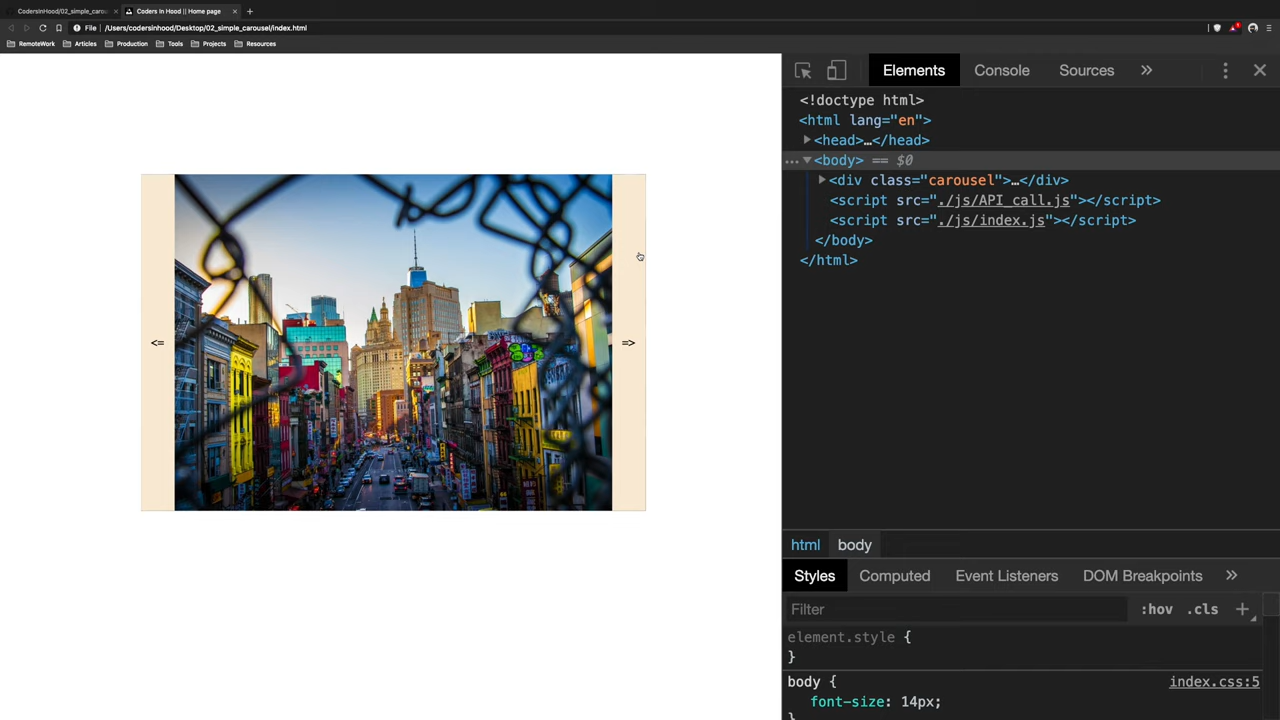 CodersInHood/02_simple_carous
Coders In Hood || Home page
File
/Users/codersinhood/Desktop/02_simple_carousel/index.html
RemoteWork Articles Production Tools Projects Resources
<=
=>
Elements Console Sources »
<!doctype html>
<html lang="en">
<head>…</head>
… <body> == $0
<div class="carousel">…</div>
<script src="./js/API_call.js"></script>
<script src="./js/index.js"></script>
</body>
</html>
html body
Styles Computed Event Listeners DOM Breakpoints »
Filter :hov .cls +
element.style {
}
body { index.css:5
font-size: 14px;
}